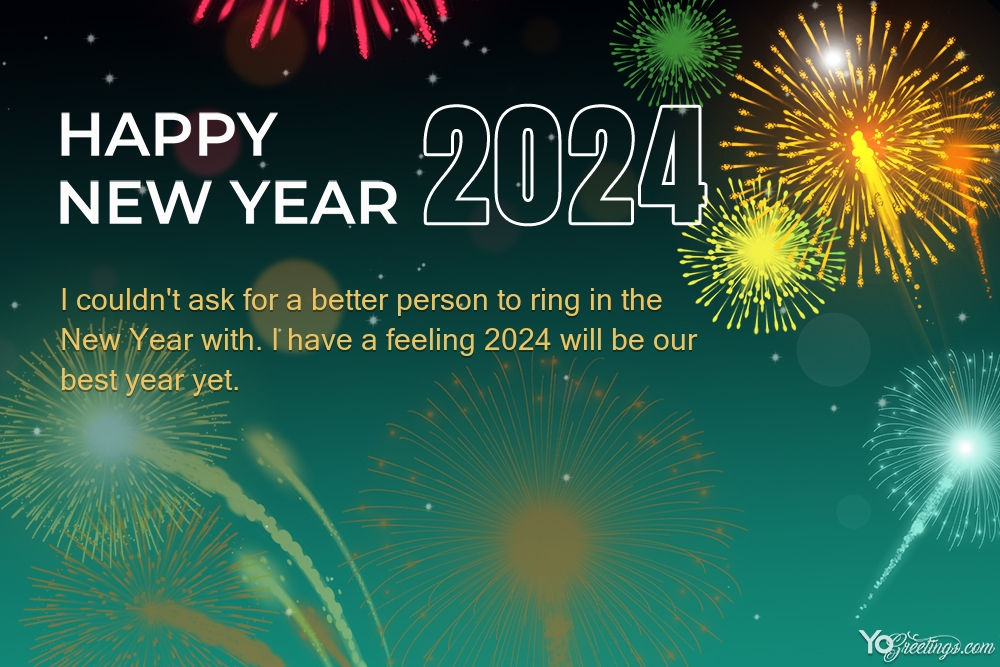 HAPPY
NEW YEAR 2024
I couldn't ask for a better person to ring in the
New Year with. I have a feeling 2024 will be our
best year yet.
YoGreetings.com